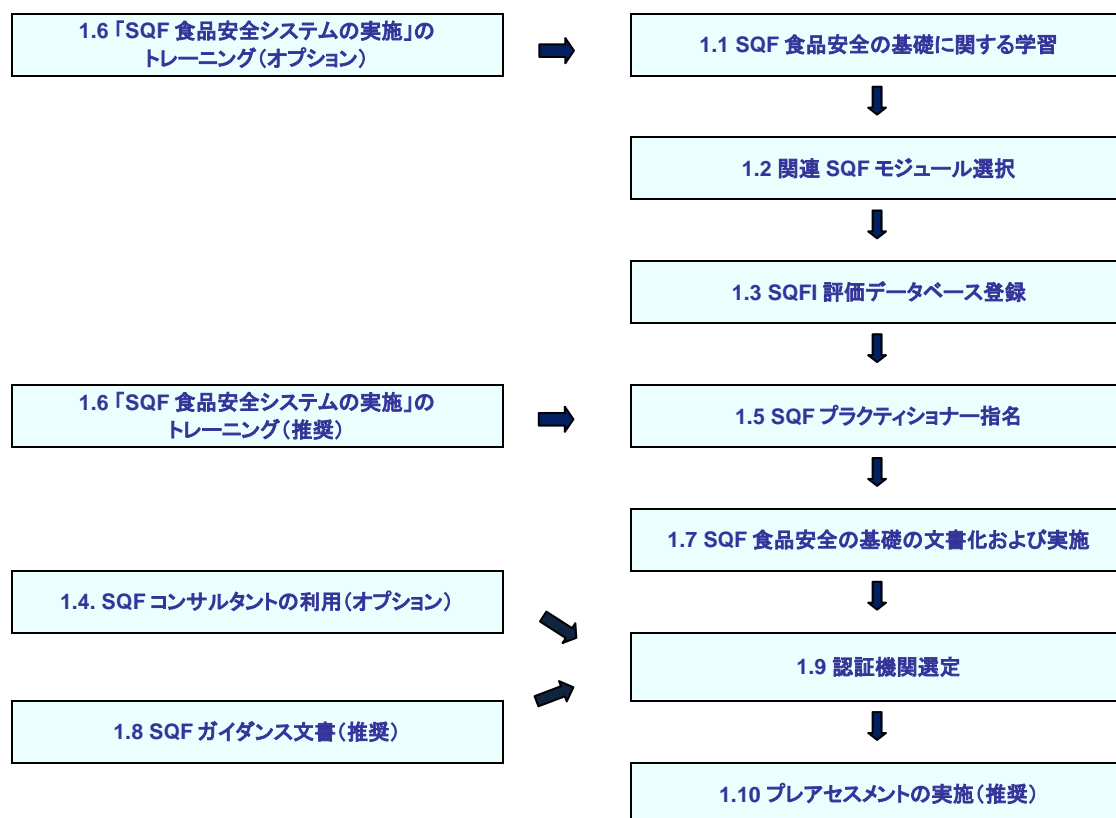 1.6「SQF 食品安全システムの実施」の
トレーニング（オプション）
1.1 SQF 食品安全の基礎に関する学習
1.2 関連 SQF モジュール選択
1.3 SQFI 評価データベース登録
1.6「SQF 食品安全システムの実施」の
トレーニング（推奨）
1.5 SQF プラクティショナー指名
1.7 SQF 食品安全の基礎の文書化および実施
1.4. SQF コンサルタントの利用（オプション）
1.9 認証機関選定
1.8 SQF ガイダンス文書（推奨）
1.10 プレアセスメントの実施（推奨）